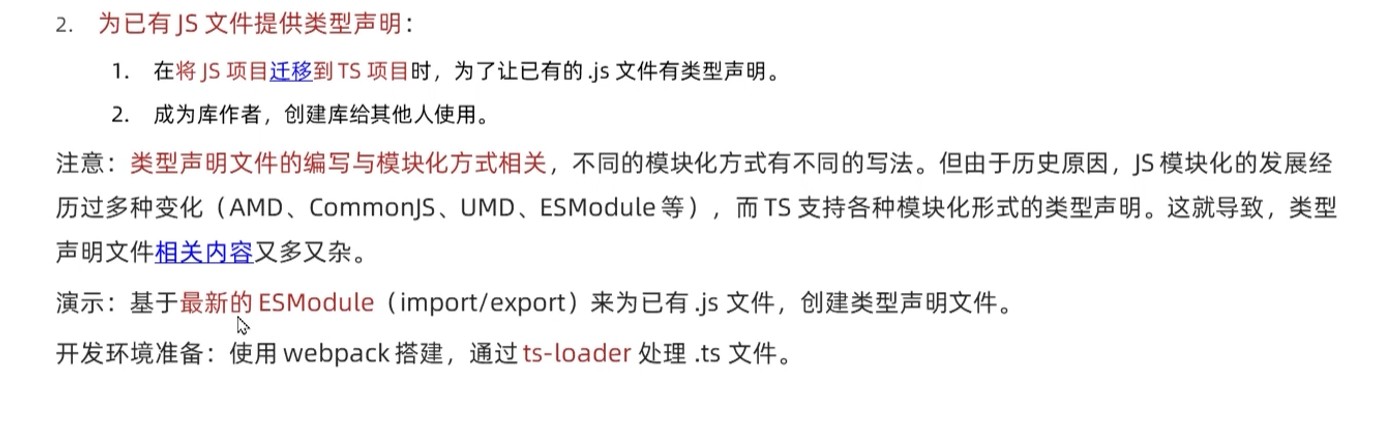 2. 为已有 JS 文件提供类型声明：
1. 在将 JS 项目迁移到 TS 项目时，为了让已有的 .js 文件有类型声明。
2. 成为库作者，创建库给其他人使用。
注意：类型声明文件的编写与模块化方式相关，不同的模块化方式有不同的写法。但由于历史原因，JS 模块化的发展经
历过多种变化（AMD、CommonJS、UMD、ESModule 等），而 TS 支持各种模块化形式的类型声明。这就导致，类型
声明文件相关内容又多又杂。
演示：基于最新的 ESModule（import/export）来为已有 .js 文件，创建类型声明文件。
开发环境准备：使用 webpack 搭建，通过 ts-loader 处理 .ts 文件。